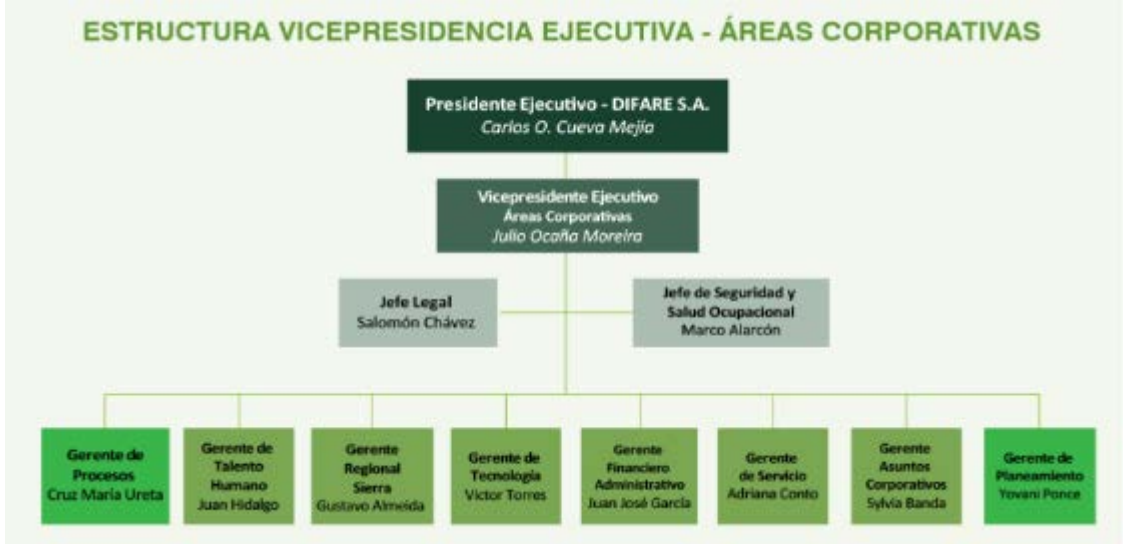 ESTRUCTURA VICEPRESIDENCIA EJECUTIVA - ÁREAS CORPORATIVAS
Presidente Ejecutivo - DIFARE S.A.
Carlos O. Cueva Mejía
Vicepresidente Ejecutivo
Áreas Corporativas
Julio Ocaña Moreira
Jefe Legal
Salomón Chávez
Jefe de Seguridad y
Salud Ocupacional
Marco Alarcón
Gerente de
Procesos
Cruz María Ureta
Gerente de
Talento
Humano
Juan Hidalgo
Gerente
Regional
Sierra
Gustavo Almeida
Gerente de
Tecnología
Víctor Torres
Gerente
Financiero
Administrativo
Juan José García
Gerente
de Servicio
Adriana Conto
Gerente
Asuntos
Corporativos
Sylvia Banda
Gerente de
Planeamiento
Yovani Ponce